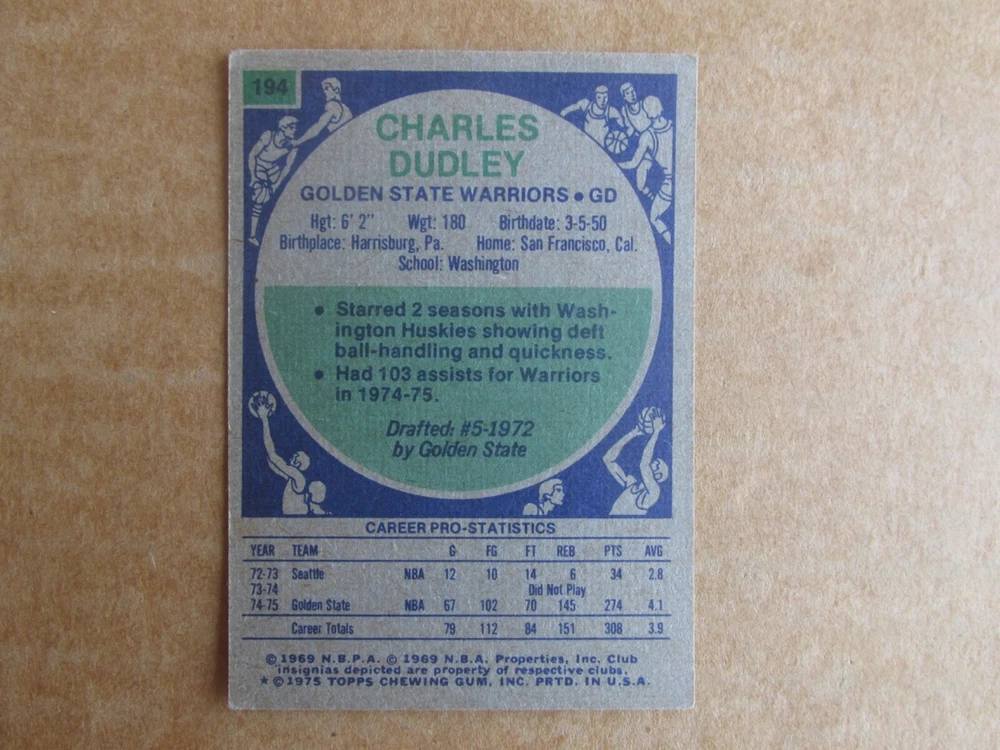 194
CHARLES
DUDLEY
GOLDEN STATE WARRIORS • GD
Hgt: 6' 2" Wgt: 180 Birthdate: 3-5-50
Birthplace: Harrisburg, Pa. Home: San Francisco, Cal.
School: Washington
• Starred 2 seasons with Wash-
ington Huskies showing deft
ball-handling and quickness.
• Had 103 assists for Warriors
in 1974-75.
Drafted: #5-1972
by Golden State
CAREER PRO-STATISTICS
YEAR TEAM G FG FT REB PTS AVG
72-73 Seattle NBA 12 10 14 6 34 2.8
73-74 Did Not Play
74-75 Golden State NBA 67 102 70 145 274 4.1
Career Totals 79 112 84 151 308 3.9
© 1969 N.B.P.A. © 1969 N.B.A. Properties, Inc. Club
insignias depicted are property of respective clubs.
★ © 1975 TOPPS CHEWING GUM, INC. PRTD. IN U.S.A.